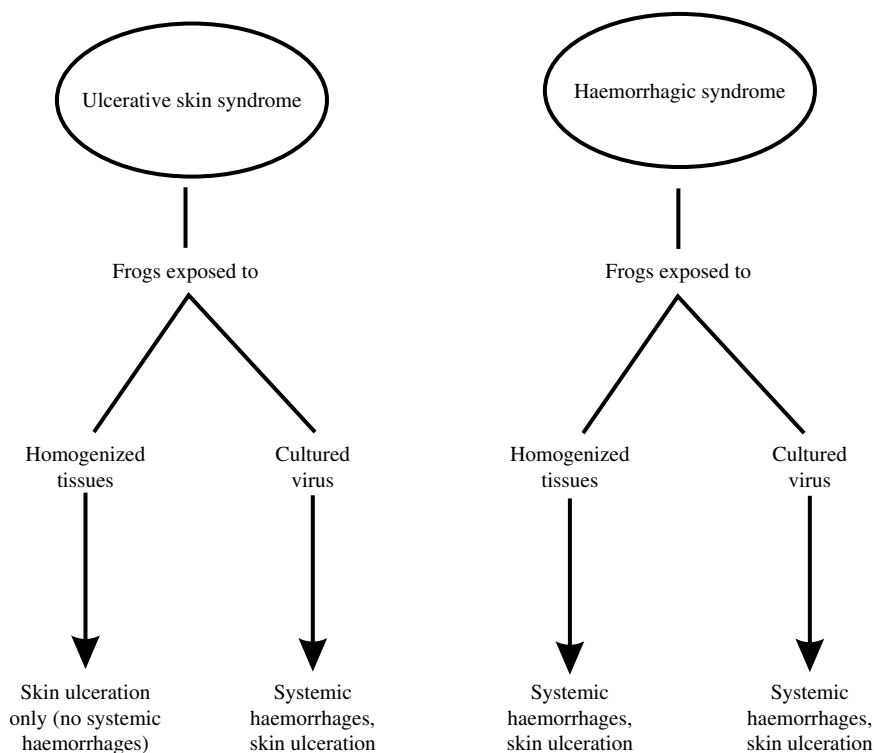 Ulcerative skin syndrome
Haemorrhagic syndrome
Frogs exposed to
Frogs exposed to
Homogenized
tissues
Cultured
virus
Homogenized
tissues
Cultured
virus
Skin ulceration
only (no systemic
haemorrhages)
Systemic
haemorrhages,
skin ulceration
Systemic
haemorrhages,
skin ulceration
Systemic
haemorrhages,
skin ulceration